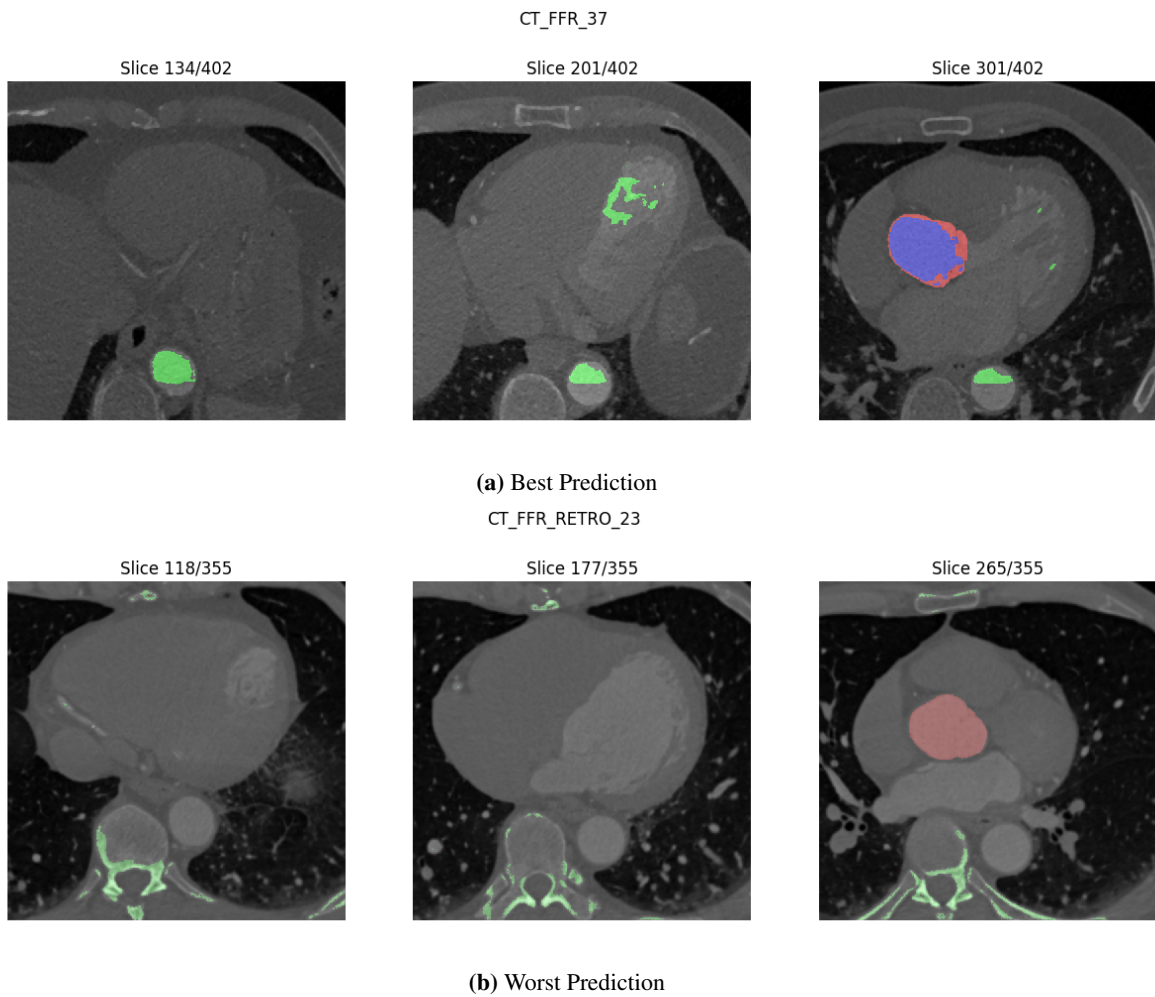 CT_FFR_37
Slice 134/402
Slice 201/402
Slice 301/402
(a) Best Prediction
CT_FFR_RETRO_23
Slice 118/355
Slice 177/355
Slice 265/355
(b) Worst Prediction